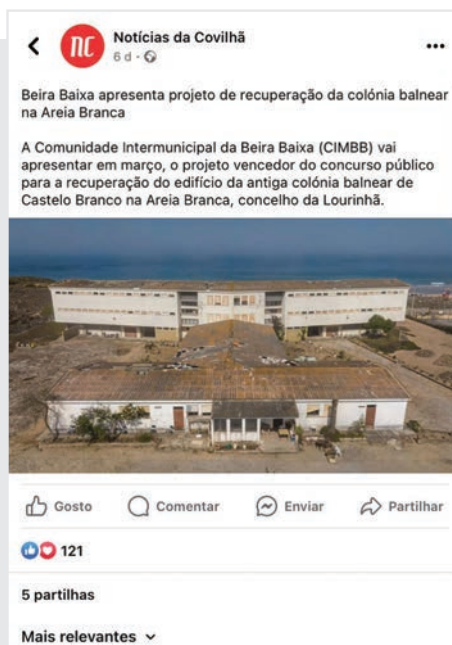 nc
Notícias da Covilhã
6 d ·
Beira Baixa apresenta projeto de recuperação da colónia balnear
na Areia Branca
A Comunidade Intermunicipal da Beira Baixa (CIMBB) vai
apresentar em março, o projeto vencedor do concurso público
para a recuperação do edifício da antiga colónia balnear de
Castelo Branco na Areia Branca, concelho da Lourinhã.
Gosto Comentar Enviar Partilhar
121
5 partilhas
Mais relevantes